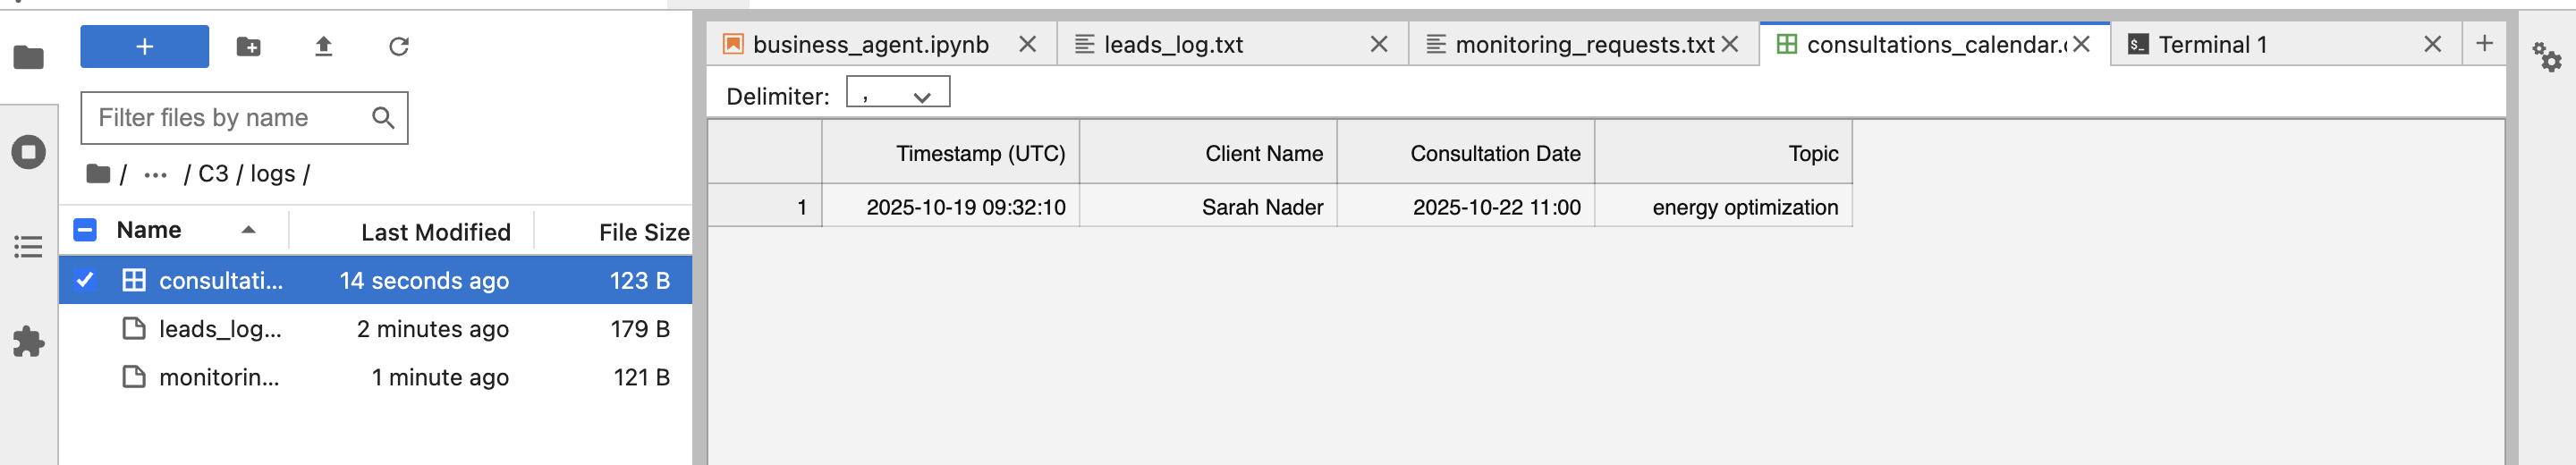 business_agent.ipynb
leads_log.txt
monitoring_requests.txt
consultations_calendar.
Terminal 1
Filter files by name
/ ... / C3 / logs /
Name Last Modified File Size
consultati... 14 seconds ago 123 B
leads_log... 2 minutes ago 179 B
monitorin... 1 minute ago 121 B
Delimiter: ,
Timestamp (UTC) Client Name Consultation Date Topic
1 2025-10-19 09:32:10 Sarah Nader 2025-10-22 11:00 energy optimization